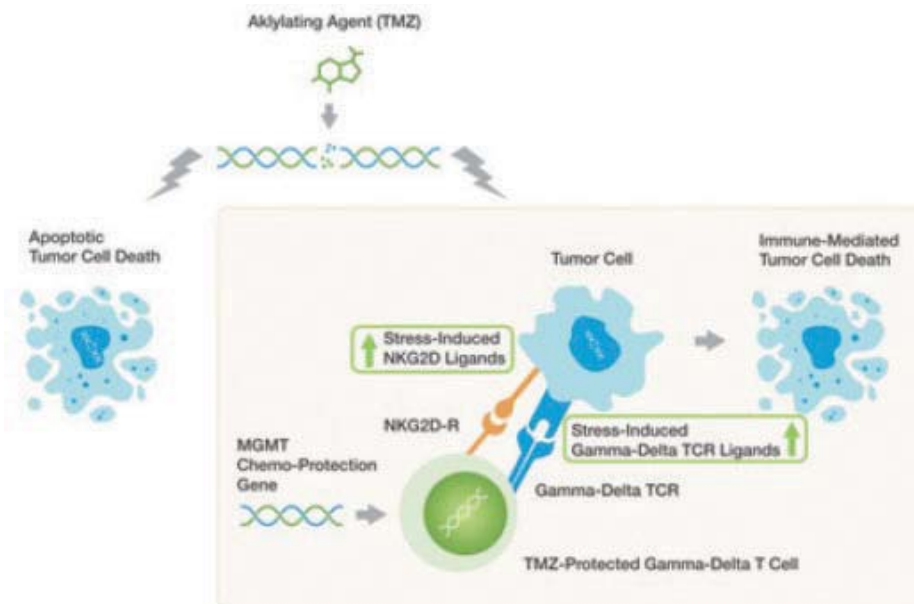 Aklylating Agent (TMZ)
Apoptotic
Tumor Cell Death
Tumor Cell
Immune-Mediated
Tumor Cell Death
Stress-Induced
NKG2D Ligands
NKG2D-R
Stress-Induced
Gamma-Delta TCR Ligands
MGMT
Chemo-Protection
Gene
Gamma-Delta TCR
TMZ-Protected Gamma-Delta T Cell